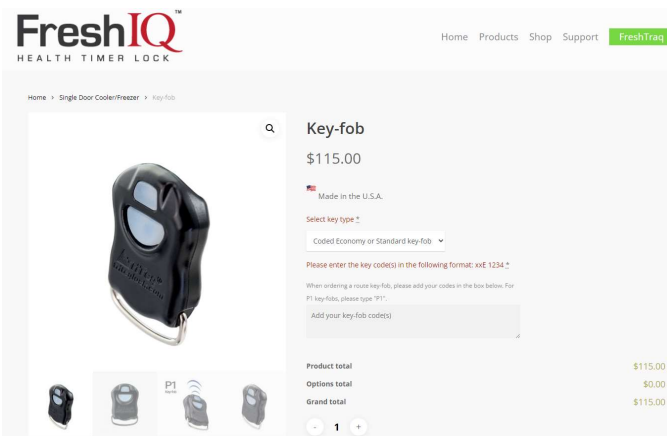 FreshIQ™
HEALTH TIMER LOCK
Home Products Shop Support FreshTraq
Home > Single Door Cooler/Freezer > Key-fob
Key-fob
$115.00
Made in the U.S.A.
Select key type *
Coded Economy or Standard key-fob
Please enter the key code(s) in the following format: xxE 1234 *
When ordering a route key-fob, please add your codes in the box below. For
P1 key-fobs, please type "P1".
Add your key-fob code(s)
P1
Product total $115.00
Options total $0.00
Grand total $115.00
- 1 +